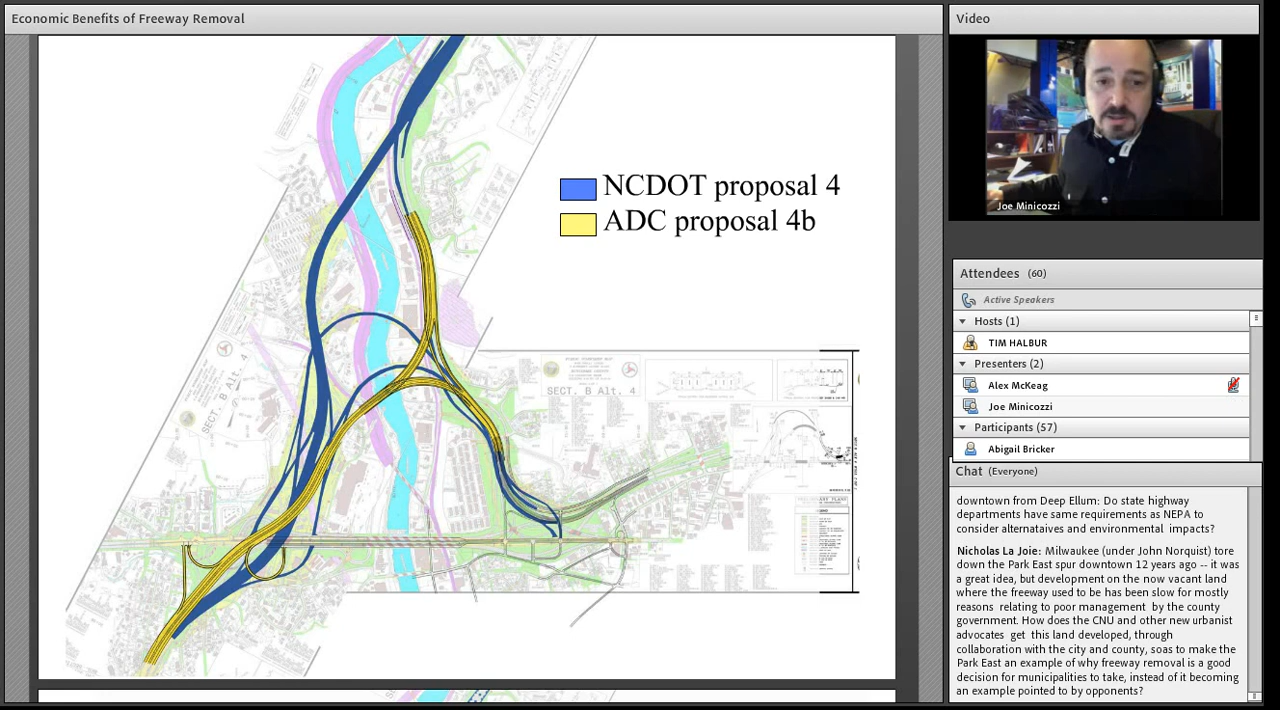 Economic Benefits of Freeway Removal
NCDOT proposal 4
ADC proposal 4b
SECT. B Alt. 4
SECT. B Alt. 4
Video
Joe Minicozzi
Attendees (60)
Active Speakers
Hosts (1)
TIM HALBUR
Presenters (2)
Alex McKeag
Joe Minicozzi
Participants (57)
Abigail Bricker
Chat (Everyone)
downtown from Deep Ellum: Do state highway
departments have same requirements as NEPA to
consider alternataives and environmental impacts?
Nicholas La Joie: Milwaukee (under John Norquist) tore
down the Park East spur downtown 12 years ago -- it was
a great idea, but development on the now vacant land
where the freeway used to be has been slow for mostly
reasons relating to poor management by the county
government. How does the CNU and other new urbanist
advocates get this land developed, through
collaboration with the city and county, soas to make the
Park East an example of why freeway removal is a good
decision for municipalities to take, instead of it becoming
an example pointed to by opponents?